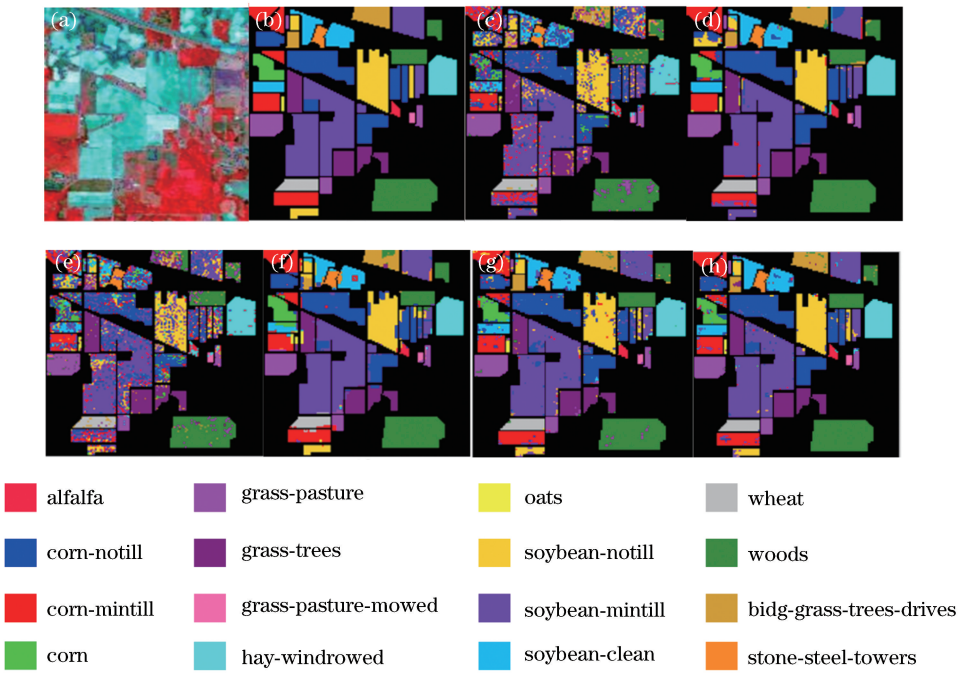 (a) (b) (c) (d)
(e) (f) (g) (h)
alfalfa grass-pasture oats wheat
corn-notill grass-trees soybean-notill woods
corn-mintill grass-pasture-mowed soybean-mintill bidg-grass-trees-drives
corn hay-windrowed soybean-clean stone-steel-towers